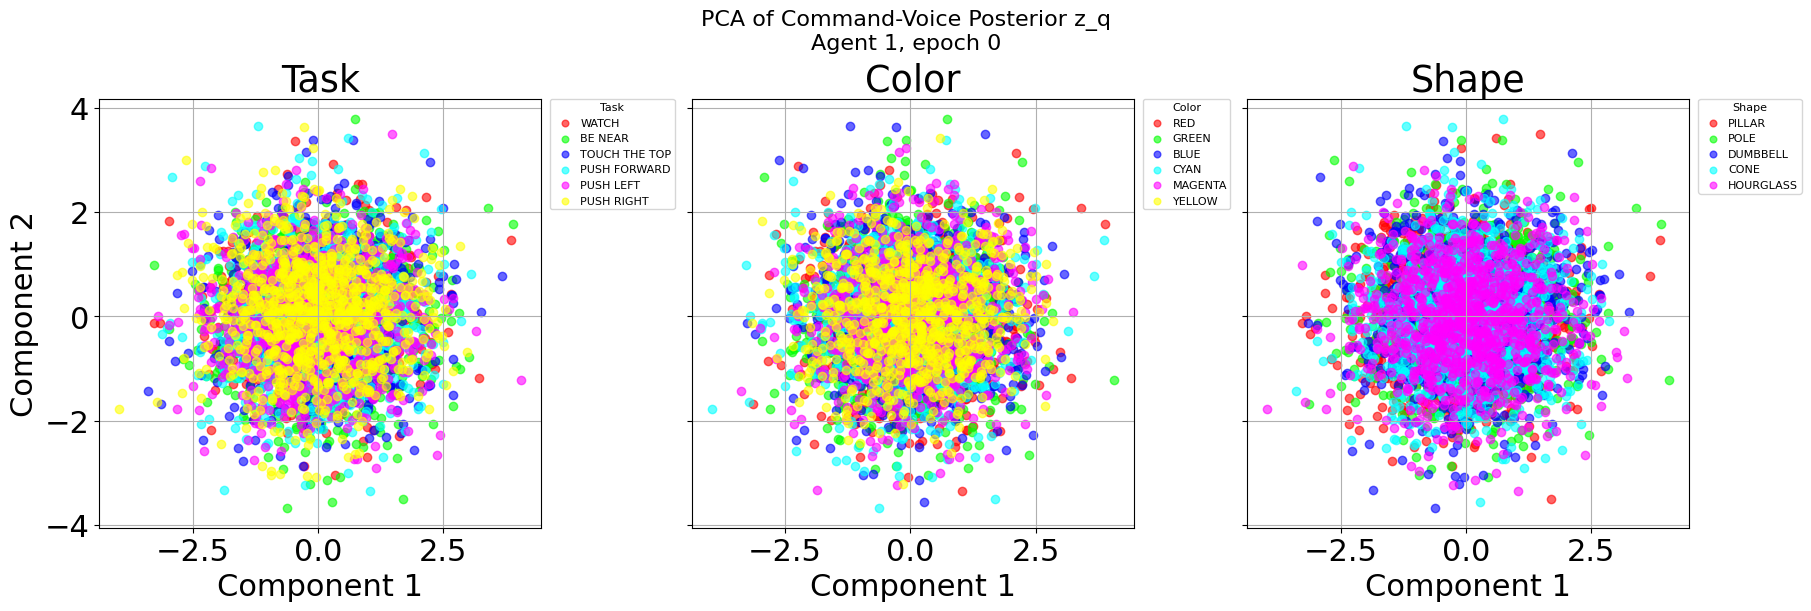 PCA of Command-Voice Posterior z_q
Agent 1, epoch 0
Task
Color
Shape
Component 2
4
2
0
−2
−4
−2.5
0.0
2.5
Component 1
Task
WATCH
BE NEAR
TOUCH THE TOP
PUSH FORWARD
PUSH LEFT
PUSH RIGHT
−2.5
0.0
2.5
Component 1
Color
RED
GREEN
BLUE
CYAN
MAGENTA
YELLOW
−2.5
0.0
2.5
Component 1
Shape
PILLAR
POLE
DUMBBELL
CONE
HOURGLASS